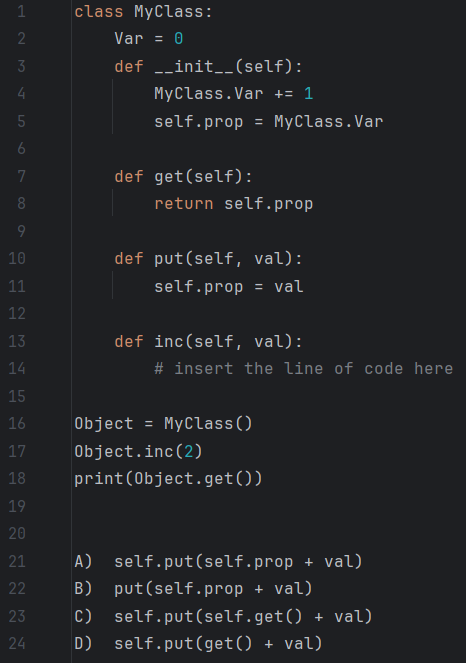 1 class MyClass:
2     Var = 0
3     def __init__(self):
4         MyClass.Var += 1
5         self.prop = MyClass.Var
6
7     def get(self):
8         return self.prop
9
10     def put(self, val):
11         self.prop = val
12
13     def inc(self, val):
14         # insert the line of code here
15
16 Object = MyClass()
17 Object.inc(2)
18 print(Object.get())
19
20
21 A)  self.put(self.prop + val)
22 B)  put(self.prop + val)
23 C)  self.put(self.get() + val)
24 D)  self.put(get() + val)